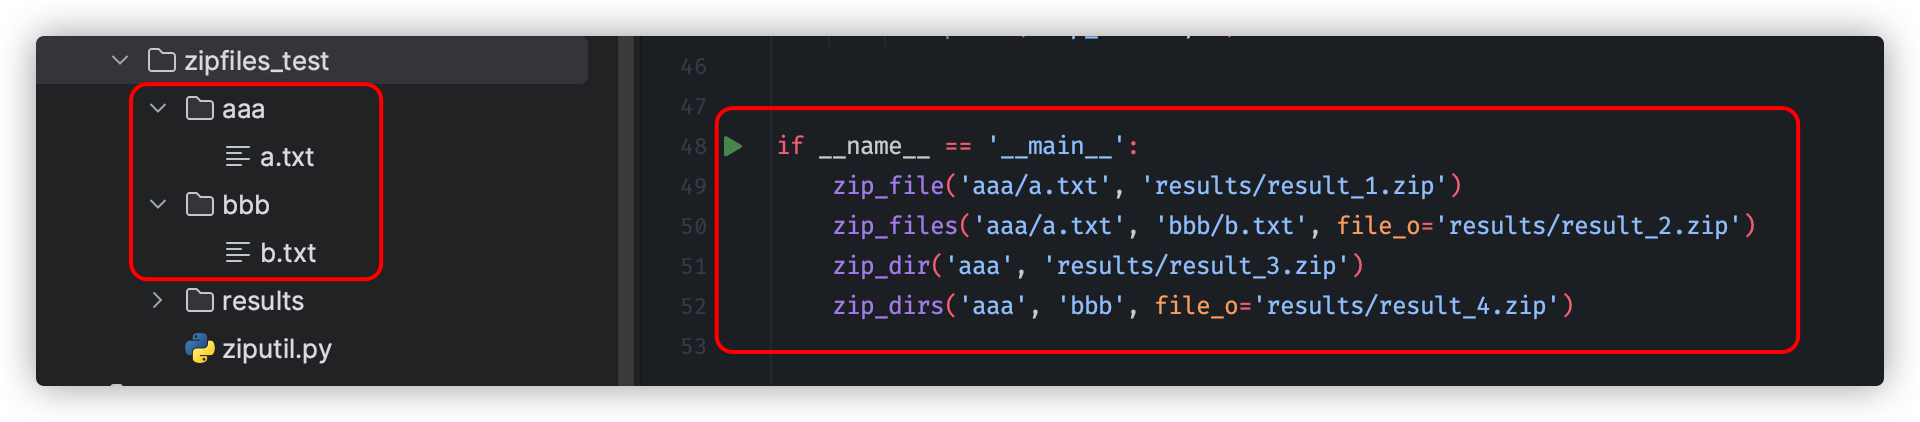 zipfiles_test
aaa
a.txt
bbb
b.txt
results
ziputil.py
46
47
48 if __name__ == '__main__':
49 zip_file('aaa/a.txt', 'results/result_1.zip')
50 zip_files('aaa/a.txt', 'bbb/b.txt', file_o='results/result_2.zip')
51 zip_dir('aaa', 'results/result_3.zip')
52 zip_dirs('aaa', 'bbb', file_o='results/result_4.zip')
53